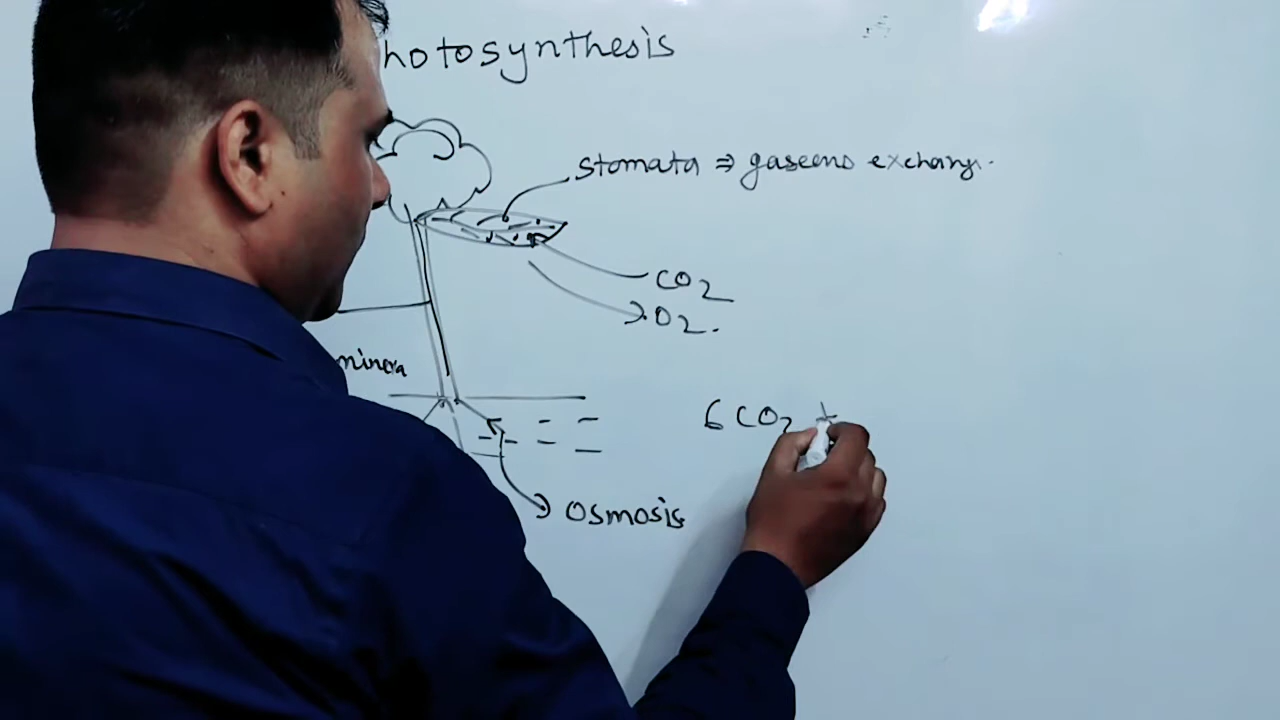 hotosynthesis
stomata ⇒ gaseens exchang.
CO2
O2.
minera
6 CO2 +
osmosis